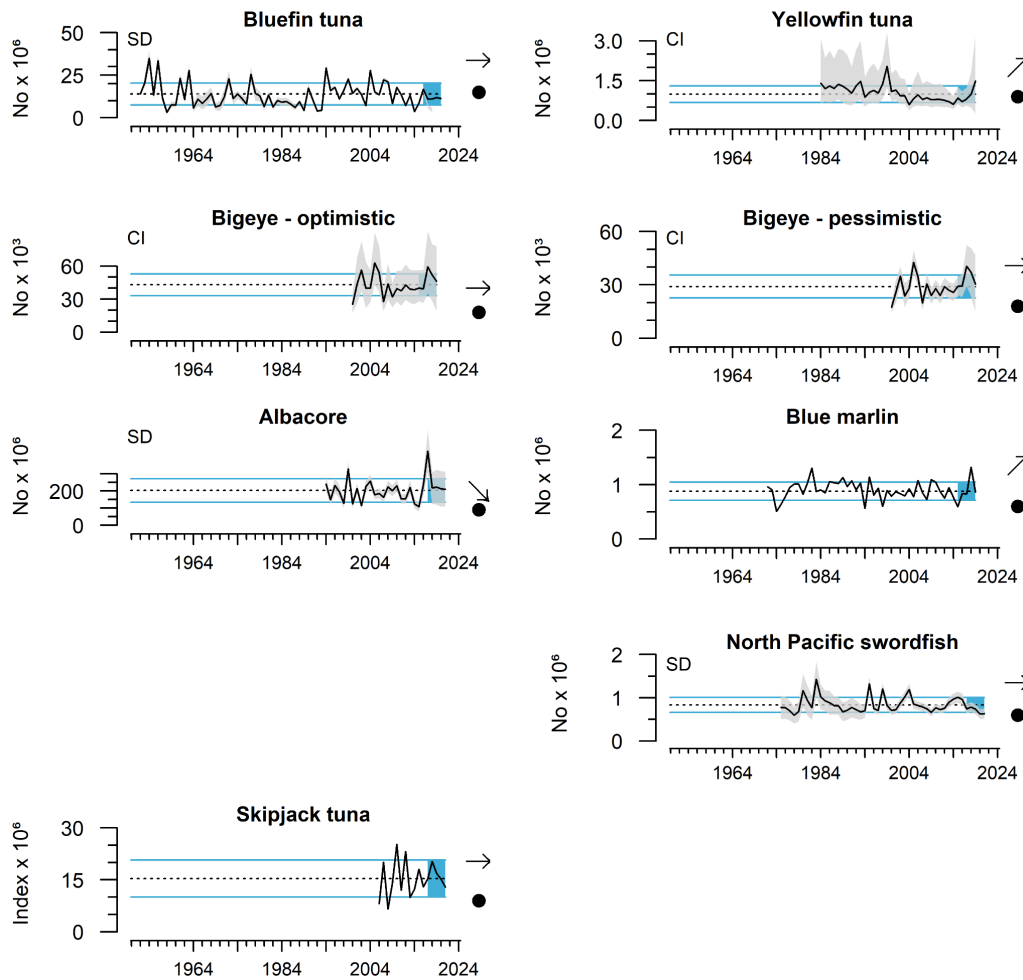 Bluefin tuna
No x 10⁶
SD
50
25
0
1964 1984 2004 2024
Yellowfin tuna
No x 10⁶
CI
3.0
1.5
0.0
1964 1984 2004 2024
Bigeye - optimistic
No x 10³
CI
60
30
0
1964 1984 2004 2024
Bigeye - pessimistic
No x 10³
CI
60
30
0
1964 1984 2004 2024
Albacore
No x 10⁶
SD
200
0
1964 1984 2004 2024
Blue marlin
No x 10⁶
2
1
0
1964 1984 2004 2024
North Pacific swordfish
No x 10⁶
SD
2
1
0
1964 1984 2004 2024
Skipjack tuna
Index x 10⁶
30
15
0
1964 1984 2004 2024